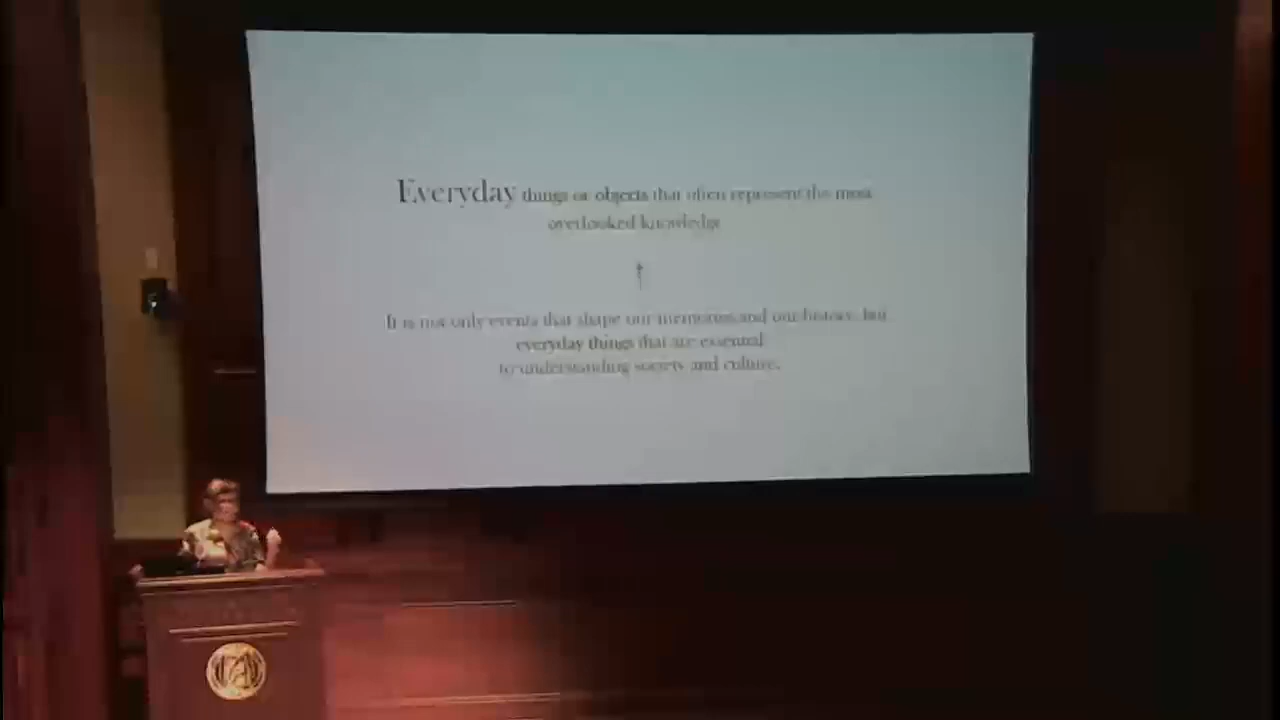 Everyday things or objects that often represent the most
overlooked knowledge
It is not only events that shape our memories and our history, but
everyday things that are essential
to understanding society and culture.